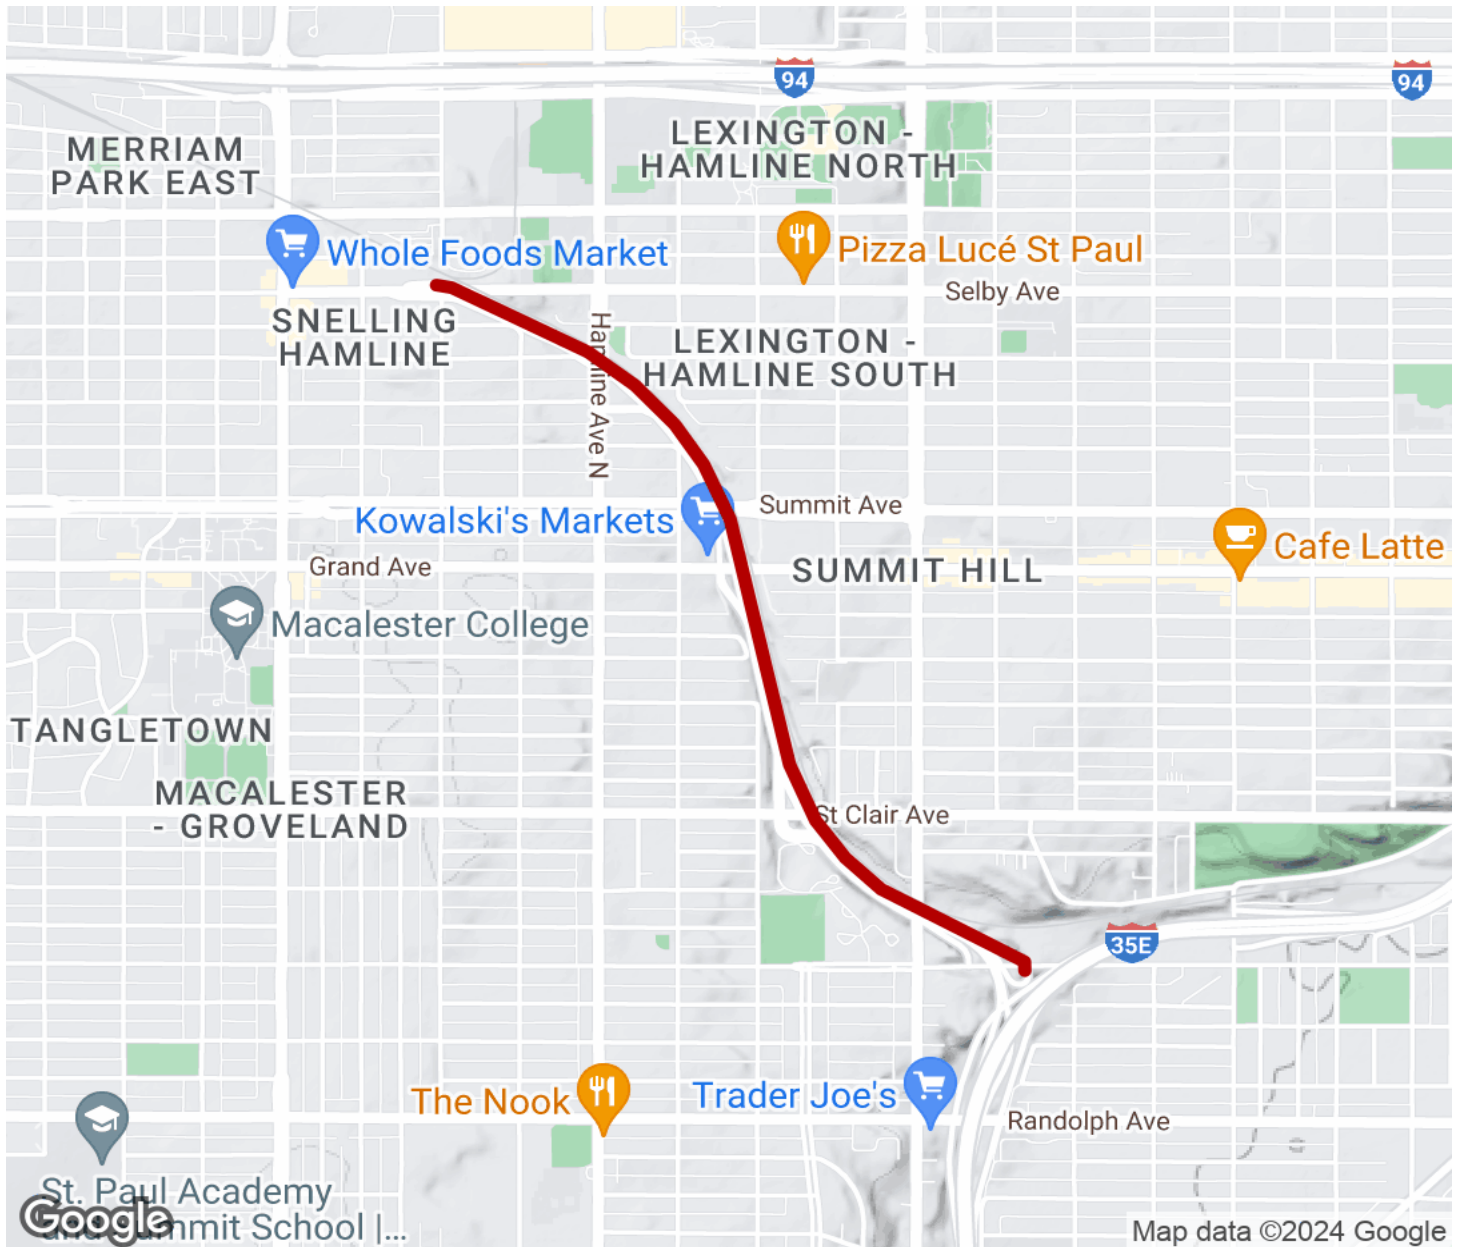 94
94
MERRIAM
PARK EAST
LEXINGTON -
HAMLINE NORTH
Whole Foods Market
Pizza Lucé St Paul
Selby Ave
SNELLING
HAMLINE
Hamline Ave N
LEXINGTON -
HAMLINE SOUTH
Summit Ave
Kowalski's Markets
Cafe Latte
Grand Ave
SUMMIT HILL
Macalester College
TANGLETOWN
MACALESTER
- GROVELAND
St Clair Ave
35E
The Nook
Trader Joe's
Randolph Ave
St. Paul Academy
and Summit School |...
Google
Map data ©2024 Google